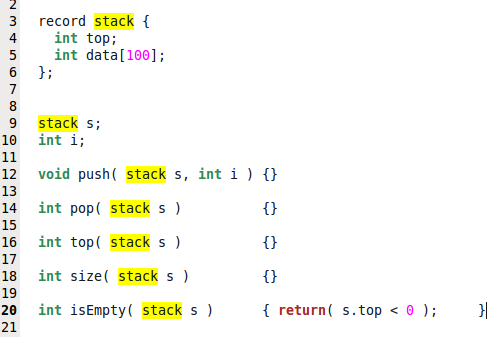 2
3 record stack {
4   int top;
5   int data[100];
6 };
7
8
9 stack s;
10 int i;
11
12 void push( stack s, int i ) {}
13
14 int pop( stack s )          {}
15
16 int top( stack s )          {}
17
18 int size( stack s )         {}
19
20 int isEmpty( stack s )      { return( s.top < 0 );     }
21